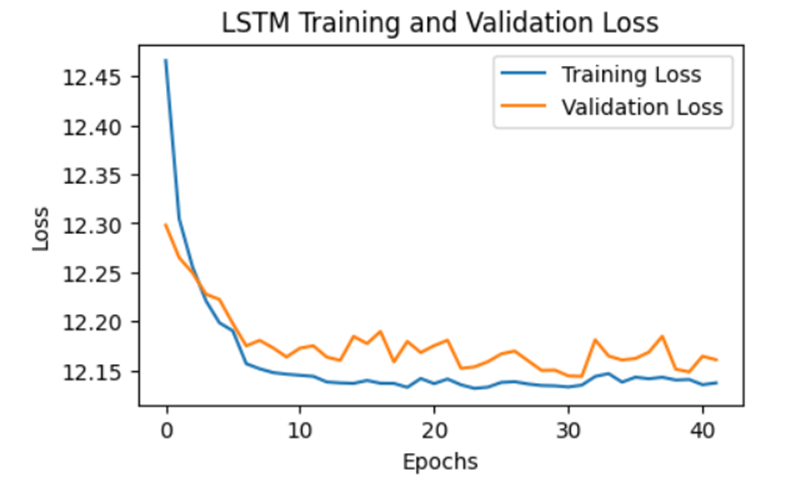 LSTM Training and Validation Loss
Training Loss
Validation Loss
12.45
12.40
12.35
12.30
12.25
12.20
12.15
Loss
0 10 20 30 40
Epochs